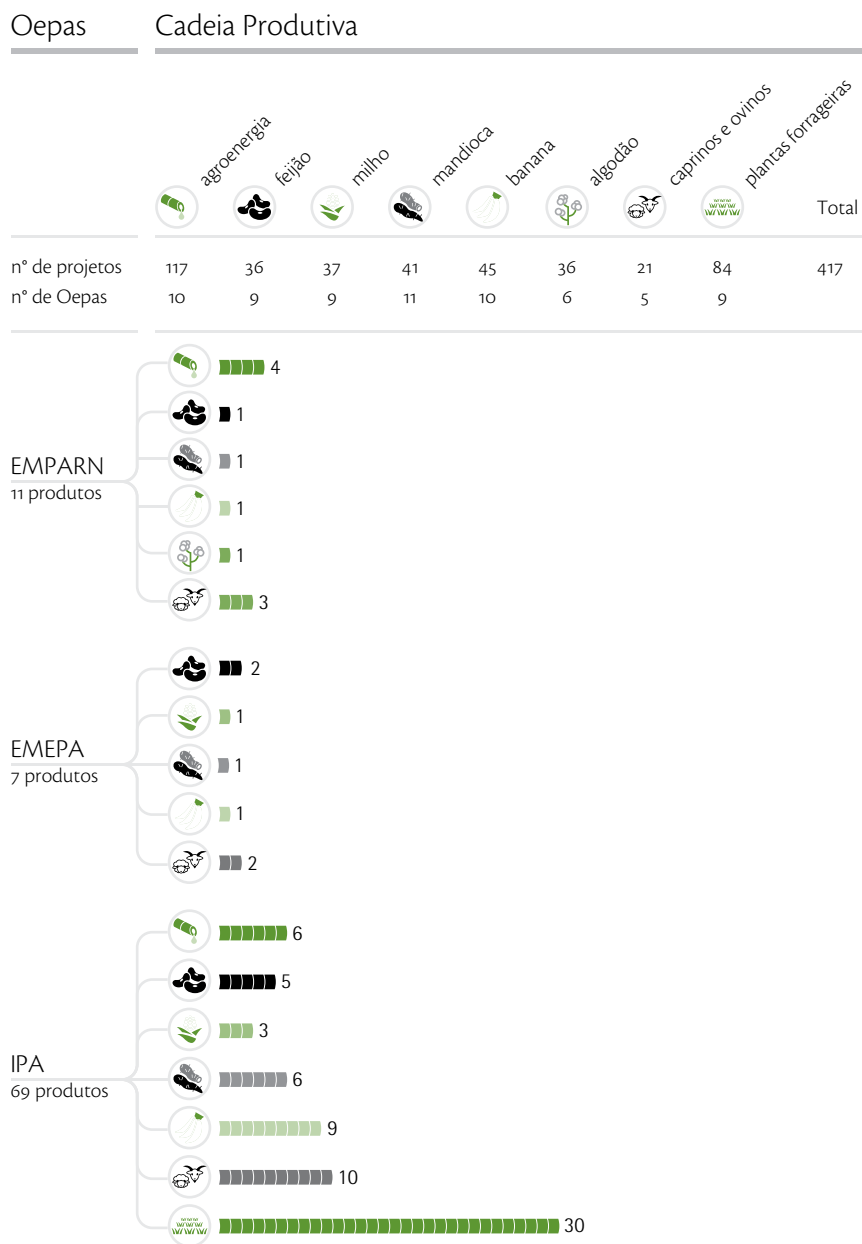 Oepas Cadeia Produtiva
agroenergia feijão milho mandioca banana algodão caprinos e ovinos plantas forrageiras Total
n° de projetos 117 36 37 41 45 36 21 84 417
n° de Oepas 10 9 9 11 10 6 5 9
4
1
EMPARN
11 produtos
1
1
1
3
2
1
EMEPA
7 produtos
1
1
2
6
5
3
IPA
69 produtos
6
9
10
30